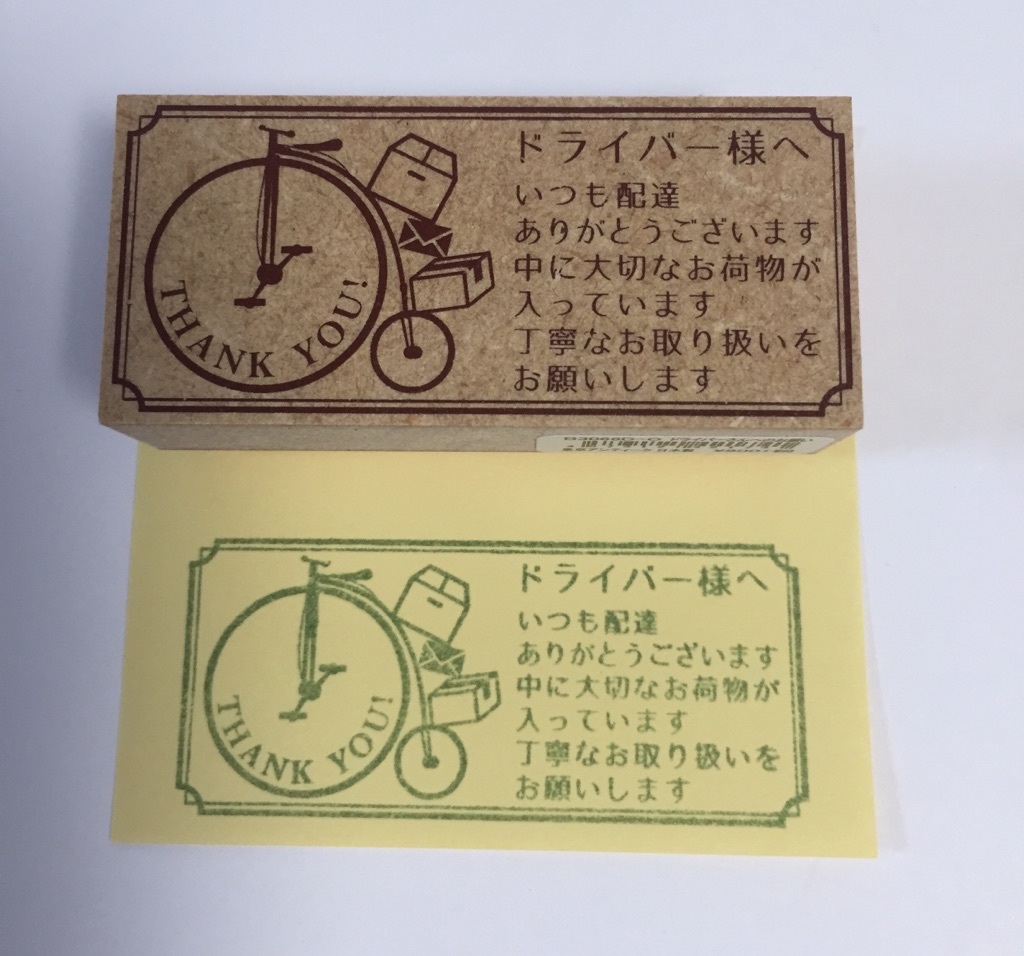 ドライバー様へ
いつも配達
ありがとうございます
中に大切なお荷物が
入っています
丁寧なお取り扱いを
お願いします
THANK YOU!
ドライバー様へ
いつも配達
ありがとうございます
中に大切なお荷物が
入っています
丁寧なお取り扱いを
お願いします
THANK YOU!